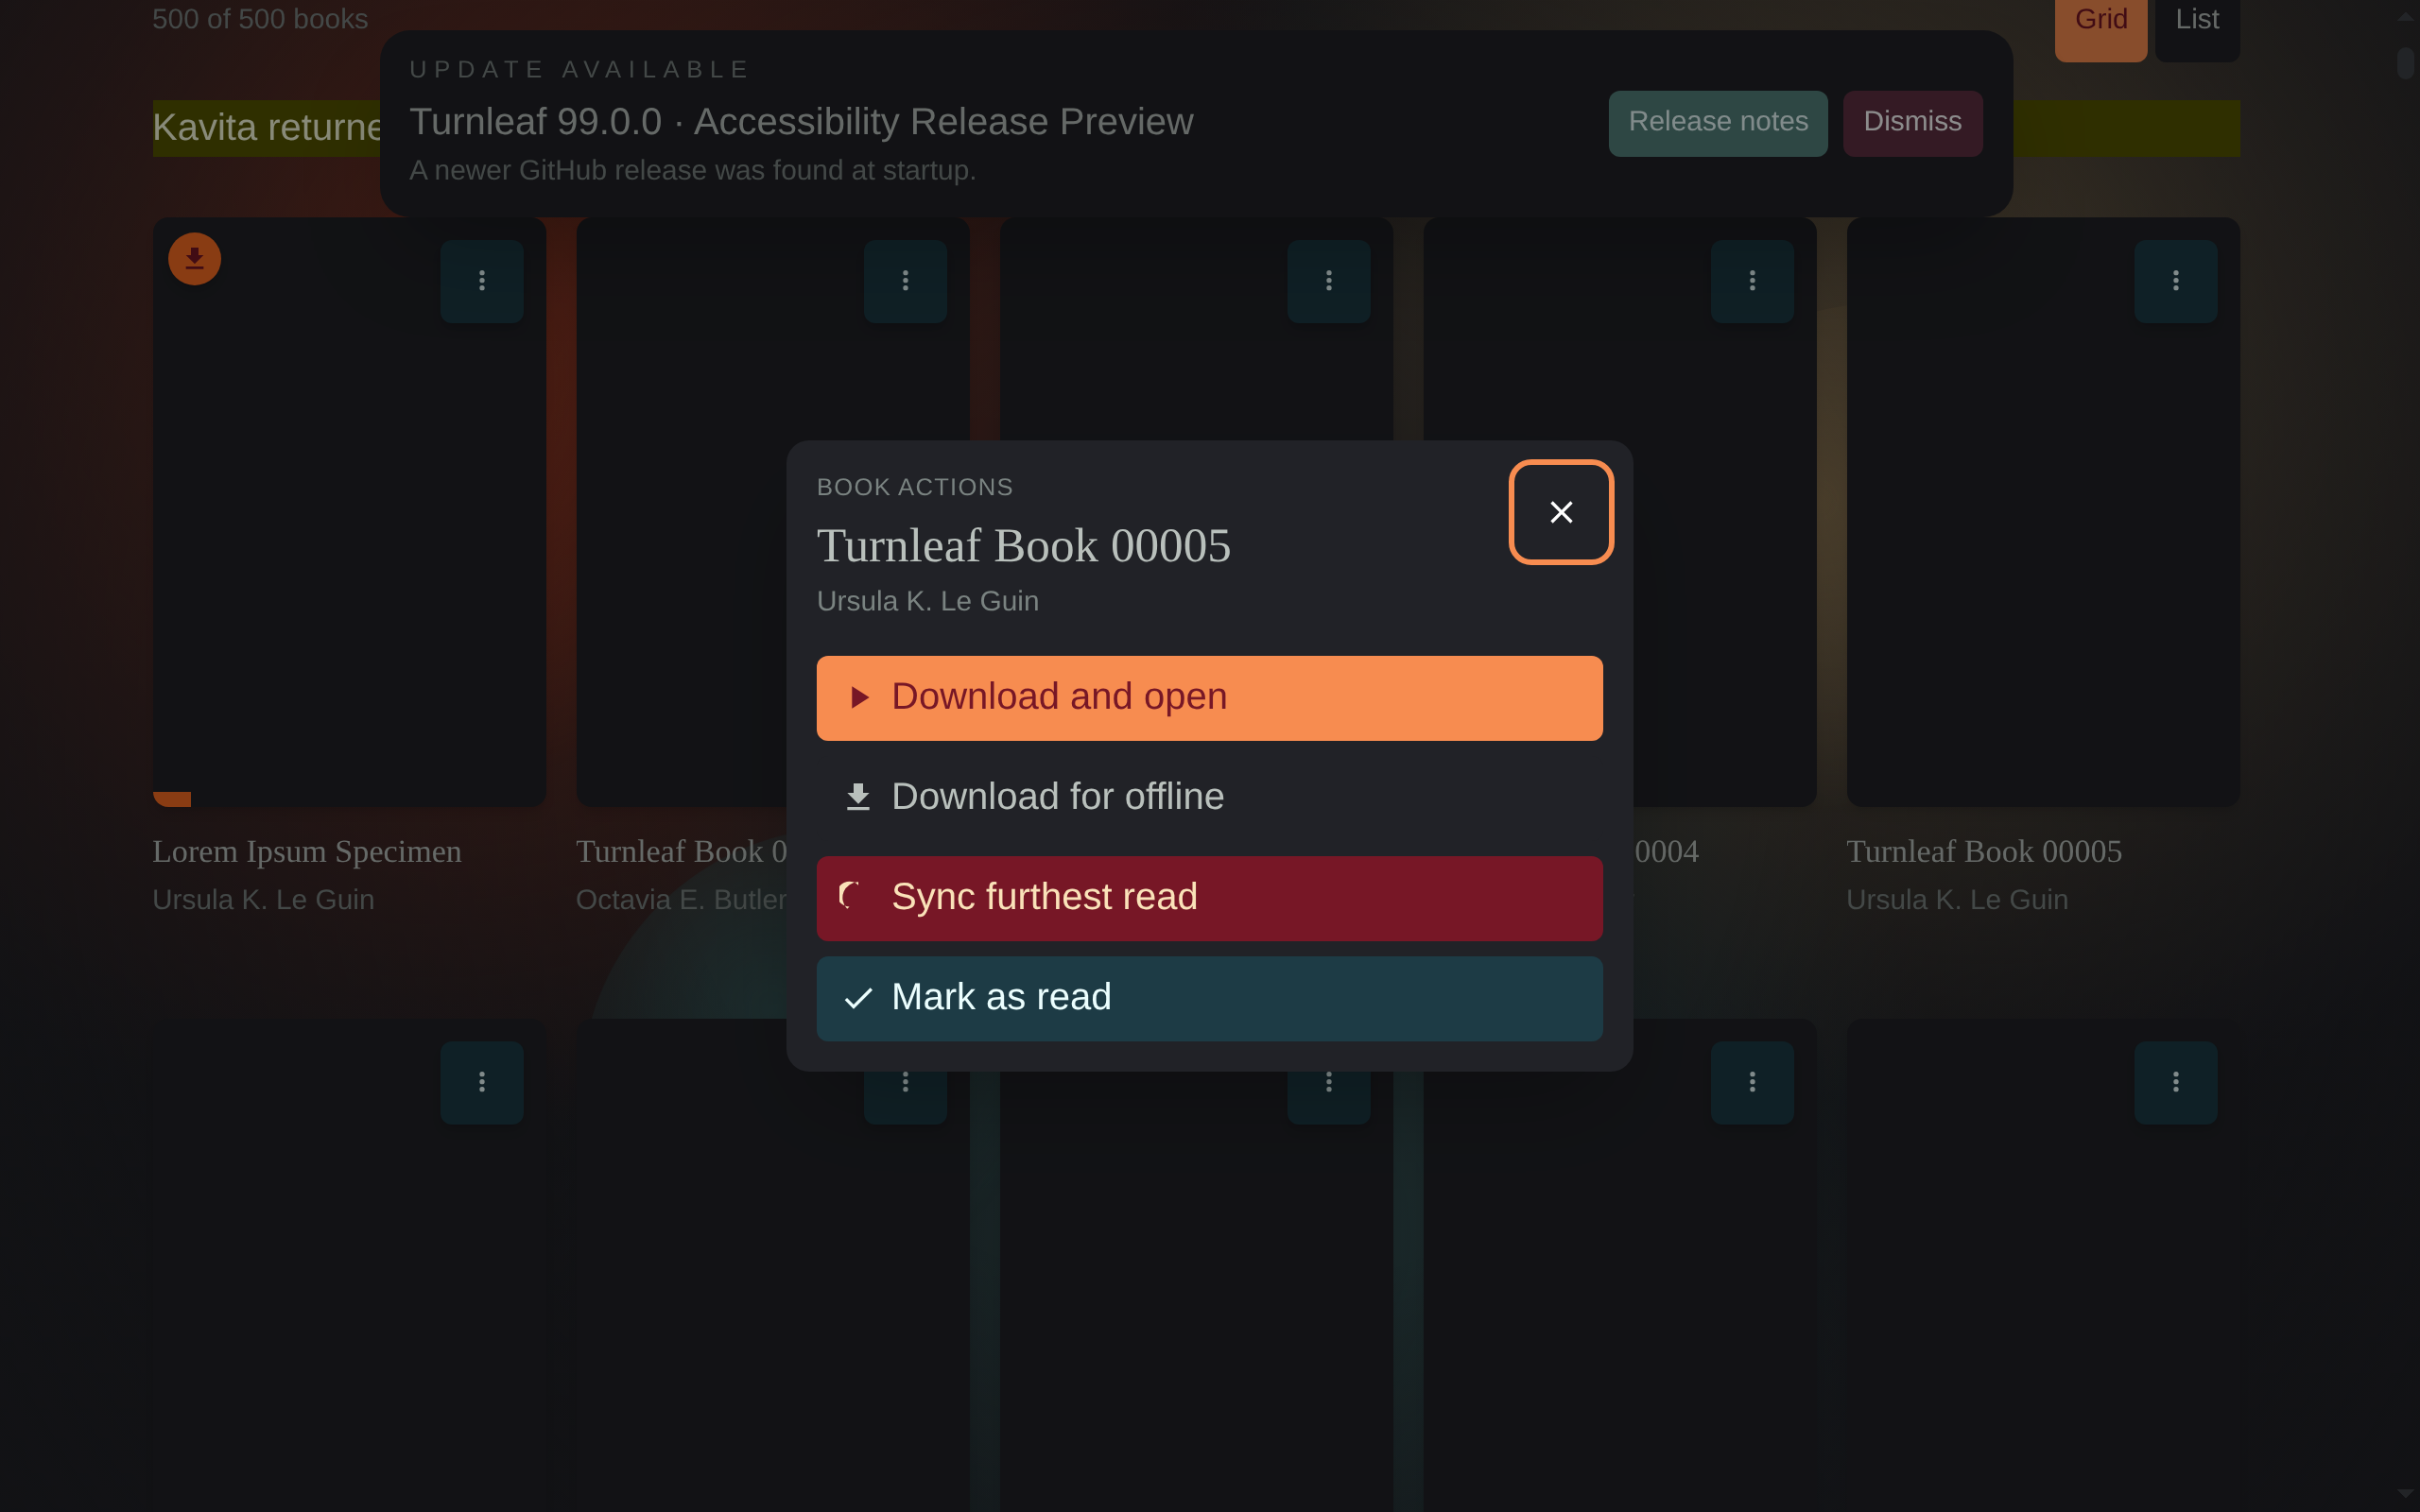 500 of 500 books
Grid
List
UPDATE AVAILABLE
Turnleaf 99.0.0 · Accessibility Release Preview
A newer GitHub release was found at startup.
Release notes
Dismiss
Kavita
BOOK ACTIONS
Turnleaf Book 00005
Ursula K. Le Guin
Download and open
Download for offline
Sync furthest read
Mark as read
Lorem Ipsum Specimen
Ursula K. Le Guin
Turnleaf Book
Octavia E. Butler
Turnleaf Book 00005
Ursula K. Le Guin